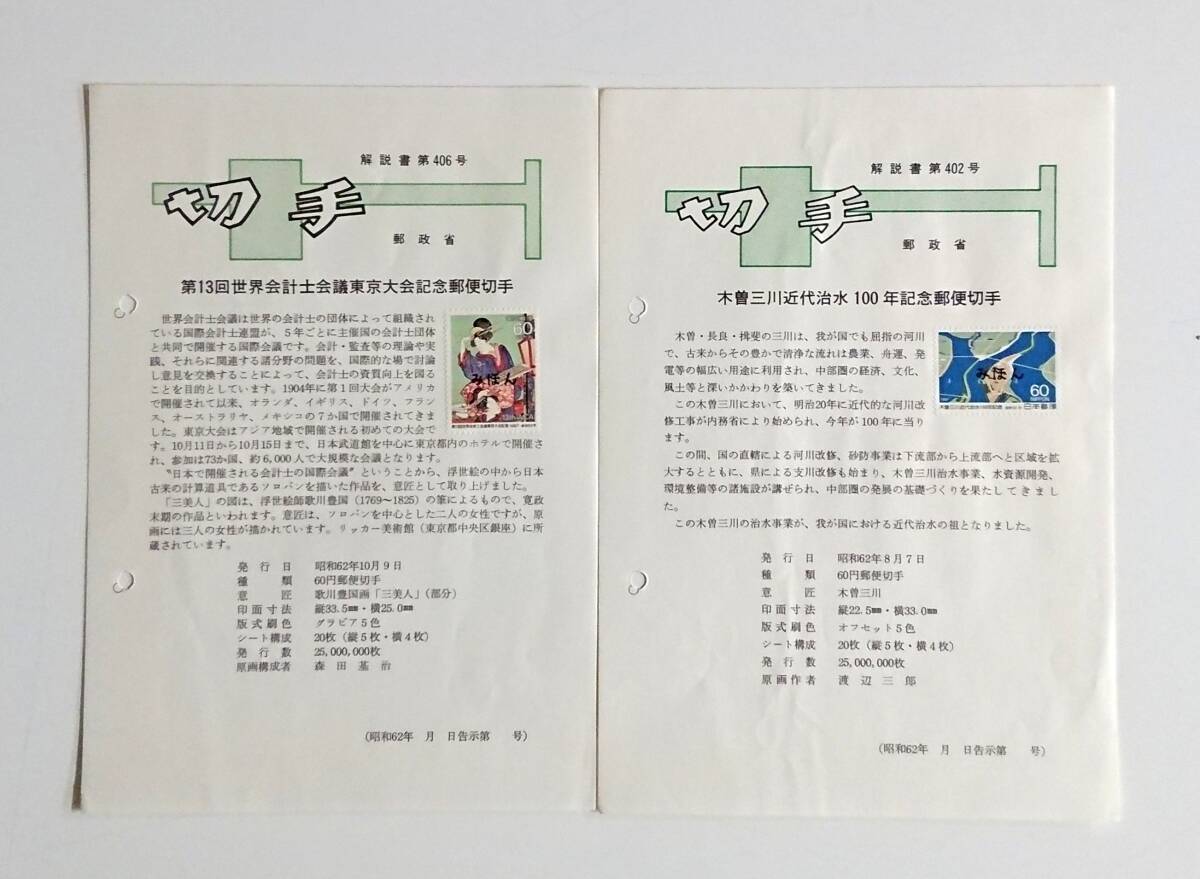 解説書第406号
切手
郵政省
第13回世界会計士会議東京大会記念郵便切手
世界会計士会議は世界の会計士の団体によって組織され
ている国際会計士連盟が、5年ごとに主催国の会計士団体
と共同で開催する国際会議です。会計・監査等の理論や実
践、それらに関連する諸分野の問題を、国際的な場で討論
し意見を交換することによって、会計士の資質向上を図る
ことを目的としています。1904年に第1回大会がアメリカ
で開催されて以来、オランダ、イギリス、ドイツ、フラン
ス、オーストラリヤ、メキシコの7か国で開催されてきま
した。東京大会はアジア地域で開催される初めての大会で
す。10月11日から10月15日まで、日本武道館を中心に東京都内のホテルで開催さ
れ、参加は73か国、約6,000人で大規模な会議となります。
〝日本で開催される会計士の国際会議〟ということから、浮世絵の中から日本
古来の計算道具であるソロバンを描いた作品を、意匠として取り上げました。
「三美人」の図は、浮世絵師歌川豊国(1769〜1825)の筆によるもので、寛政
末期の作品といわれます。意匠は、ソロバンを中心とした二人の女性ですが、原
画には三人の女性が描かれています。リッカー美術館(東京都中央区銀座)に所
蔵されています。
60
みほん
発行日 昭和62年10月9日
種類 60円郵便切手
意匠 歌川豊国画「三美人」(部分)
印面寸法 縦33.5㎜・横25.0㎜
版式刷色 グラビア5色
シート構成 20枚(縦5枚・横4枚)
発行数 25,000,000枚
原画構成者 森田基治
(昭和62年 月 日告示第 号)
解説書第402号
切手
郵政省
木曽三川近代治水100年記念郵便切手
木曽・長良・揖斐の三川は、我が国でも屈指の河川
で、古来からその豊かで清浄な流れは農業、舟運、発
電等の幅広い用途に利用され、中部圏の経済、文化、
風土等と深いかかわりを築いてきました。
この木曽三川において、明治20年に近代的な河川改
修工事が内務省により始められ、今年が100年に当り
ます。
この間、国の直轄による河川改修、砂防事業は下流部から上流部へと区域を拡
大するとともに、県による支川改修も始まり、木曽三川治水事業、水資源開発、
環境整備等の諸施設が講ぜられ、中部圏の発展の基礎づくりを果たしてきまし
た。
この木曽三川の治水事業が、我が国における近代治水の祖となりました。
みほん
60
NIPPON
日本郵便
発行日 昭和62年8月7日
種類 60円郵便切手
意匠 木曽三川
印面寸法 縦22.5㎜・横33.0㎜
版式刷色 オフセット5色
シート構成 20枚(縦5枚・横4枚)
発行数 25,000,000枚
原画作者 渡辺三郎
(昭和62年 月 日告示第 号)